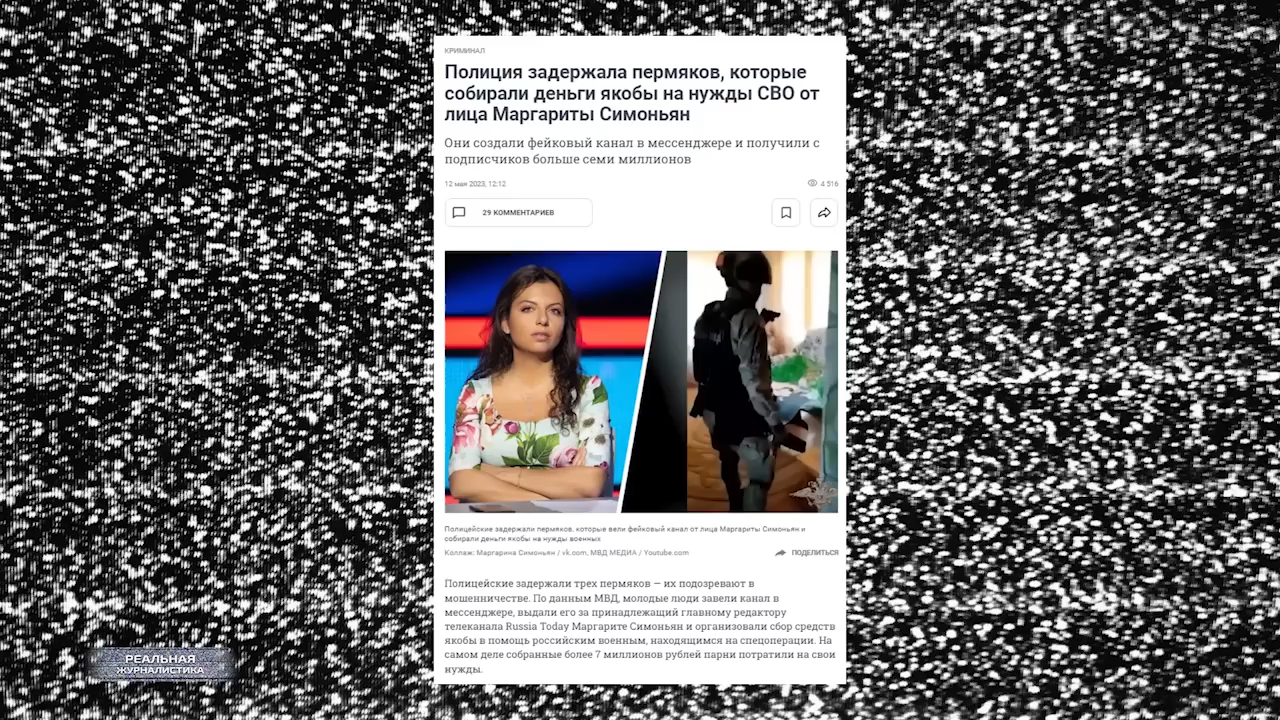 КРИМИНАЛ
Полиция задержала пермяков, которые
собирали деньги якобы на нужды СВО от
лица Маргариты Симоньян
Они создали фейковый канал в мессенджере и получили с
подписчиков больше семи миллионов
12 мая 2023, 12:12
4 516
29 КОММЕНТАРИЕВ
Полицейские задержали пермяков, которые вели фейковый канал от лица Маргариты Симоньян и
собирали деньги якобы на нужды военных
Коллаж: Маргарина Симоньян / vk.com, МВД МЕДИА / Youtube.com
ПОДЕЛИТЬСЯ
Полицейские задержали трех пермяков — их подозревают в
мошенничестве. По данным МВД, молодые люди завели канал в
мессенджере, выдали его за принадлежащий главному редактору
телеканала Russia Today Маргарите Симоньян и организовали сбор средств
якобы в помощь российским военным, находящимся на спецоперации. На
самом деле собранные более 7 миллионов рублей парни потратили на свои
нужды.
РЕАЛЬНАЯ
ЖУРНАЛИСТИКА